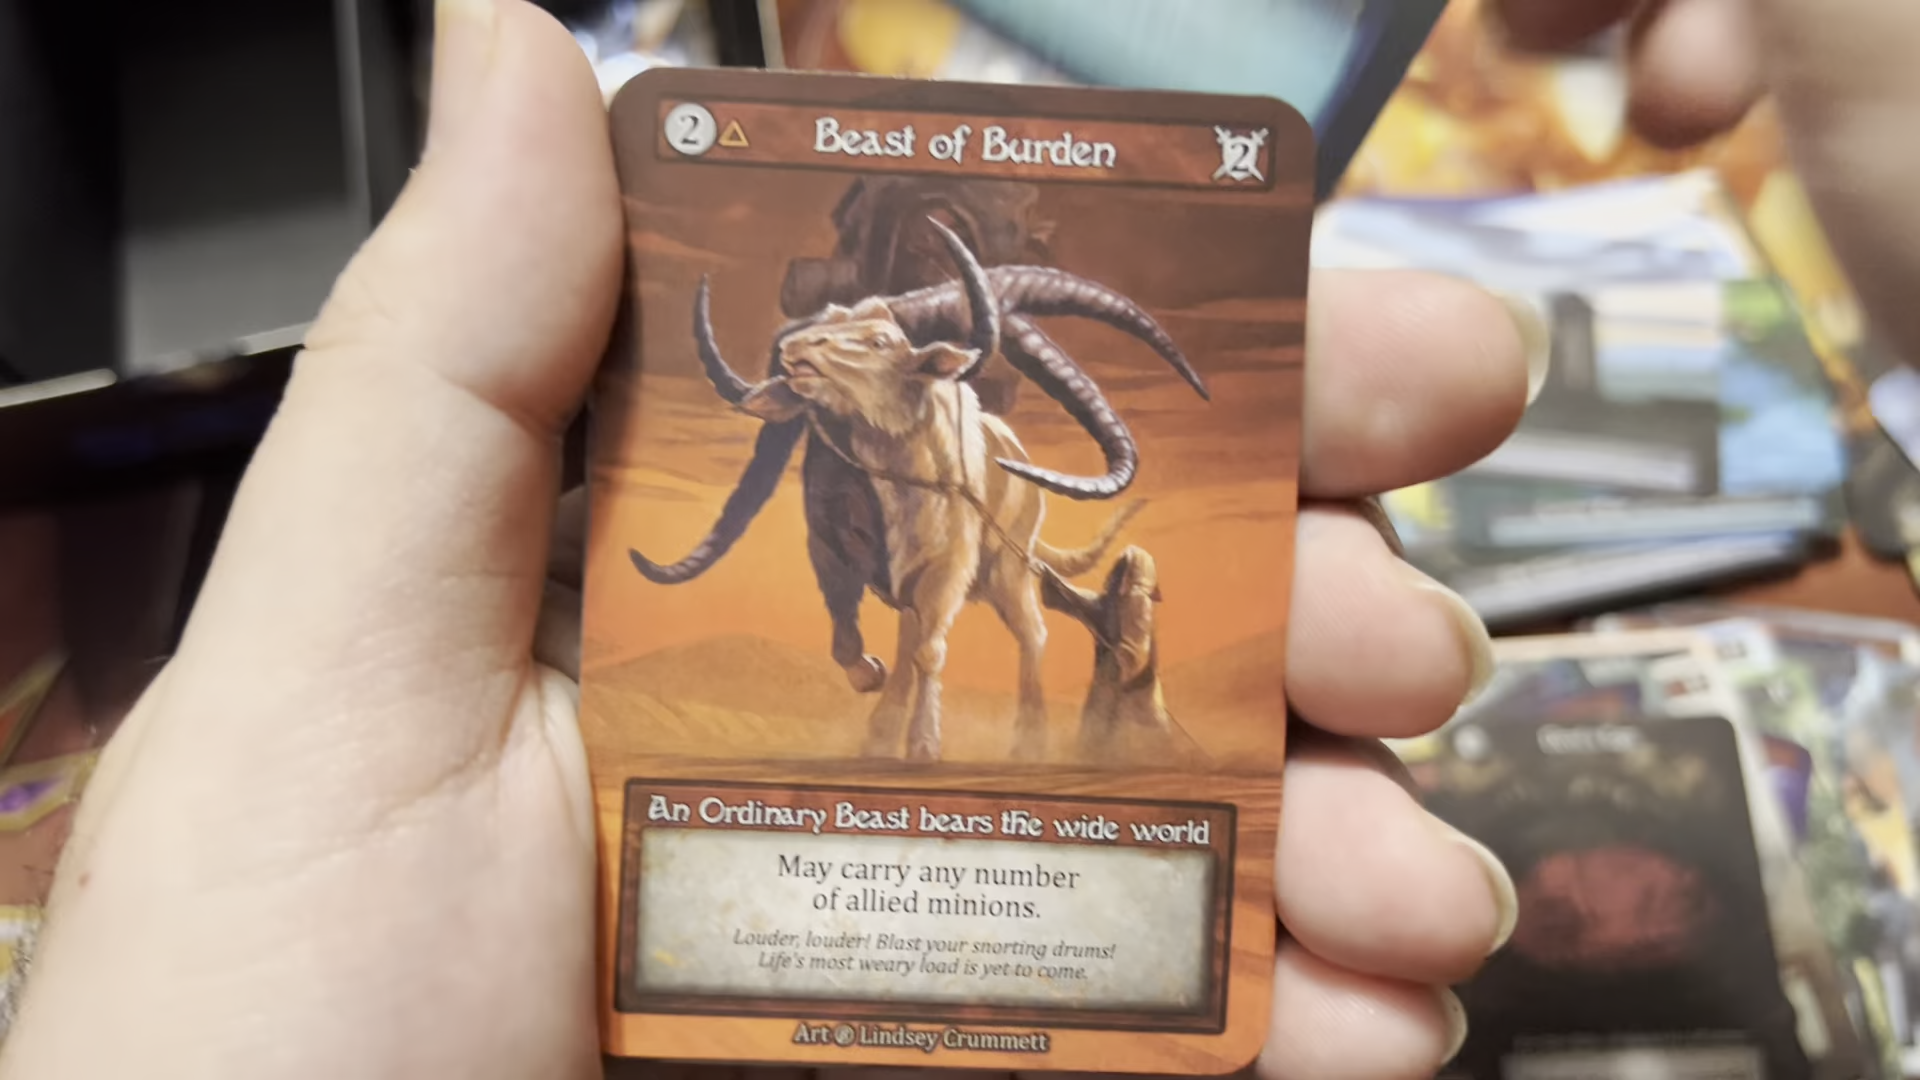 2 Beast of Burden 2
An Ordinary Beast bears the wide world
May carry any number
of allied minions.
Louder, louder! Blast your snorting drums!
Life's most weary load is yet to come.
Art @ Lindsey Crummett